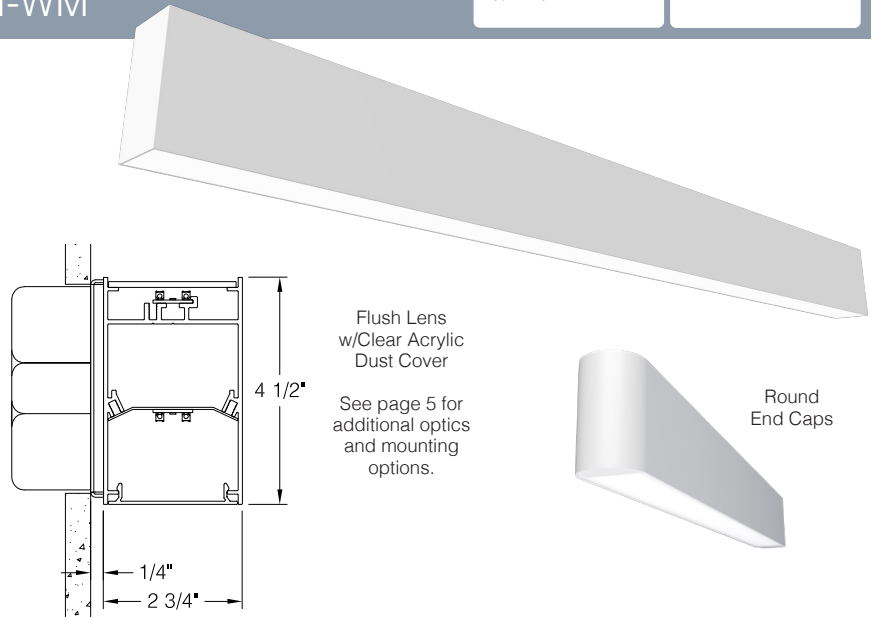 -WM
Flush Lens
w/Clear Acrylic
Dust Cover
See page 5 for
additional optics
and mounting
options.
4 1/2"
1/4"
2 3/4"
Round
End Caps